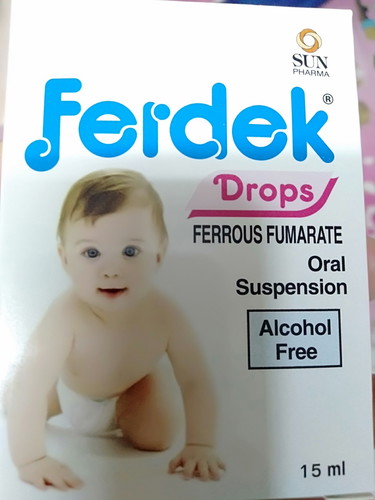 SUN
PHARMA
Ferdek®
Drops
FERROUS FUMARATE
Oral
Suspension
Alcohol
Free
15 ml